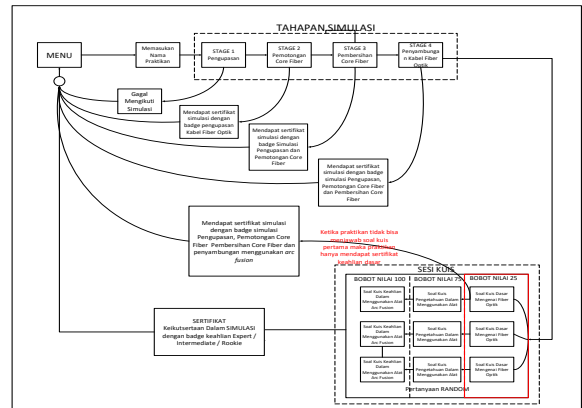 TAHAPAN SIMULASI
MENU
Memasukan
Nama
Praktikan
STAGE 1
Pengupasan
STAGE 2
Pemotongan
Core Fiber
STAGE 3
Pembersihan
Core Fiber
STAGE 4
Penyambunga
n Kabel Fiber
Optik
Gagal
Mengikuti
Simulasi
Mendapat sertifikat
simulasi dengan
badge pengupasan
Kabel Fiber Optik
Mendapat sertifikat
simulasi dengan
badge Simulasi
Pengupasan dan
Pemotongan Core
Fiber
Mendapat sertifikat
simulasi dengan badge
simulasi Pengupasan,
Pemotongan Core Fiber
dan Pembersihan Core
Fiber
Mendapat sertifikat simulasi
dengan badge simulasi
Pengupasan, Pemotongan Core
Fiber Pembersihan Core Fiber dan
penyambungan menggunakan arc
fusion
Ketika praktikan tidak bisa
menjawab soal kuis
pertama maka praktikan
hanya mendapat sertifikat
keahlian dasar
SESI KUIS
BOBOT NILAI 100
BOBOT NILAI 75
BOBOT NILAI 25
Soal Kuis Keahlian
Dalam
Menggunakan Alat
Arc Fusion
Soal Kuis
Pengetahuan Dalam
Menggunakan Alat
Soal Kuis Dasar
Mengenai Fiber
Optik
Soal Kuis Keahlian
Dalam
Menggunakan Alat
Arc Fusion
Soal Kuis
Pengetahuan Dalam
Menggunakan Alat
Soal Kuis Dasar
Mengenai Fiber
Optik
Soal Kuis Keahlian
Dalam
Menggunakan Alat
Arc Fusion
Soal Kuis
Pengetahuan Dalam
Menggunakan Alat
Soal Kuis Dasar
Mengenai Fiber
Optik
Pertanyaan RANDOM
SERTIFIKAT
Keikutsertaan Dalam SIMULASI
dengan badge keahlian Expert /
Intermediate / Rookie